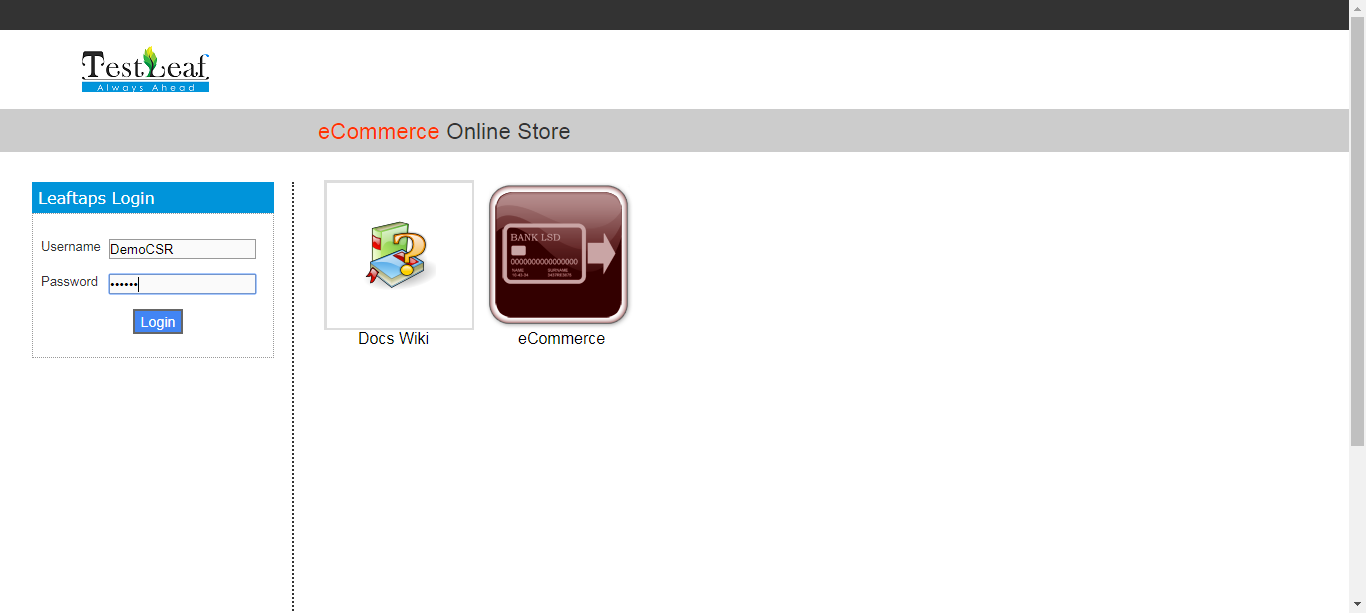 TestLeaf
Always Ahead
eCommerce Online Store
Leaftaps Login
Username DemoCSR
Password ••••••
Login
BANK LSD
0000000000000000
NAME SURNAME
Docs Wiki
eCommerce